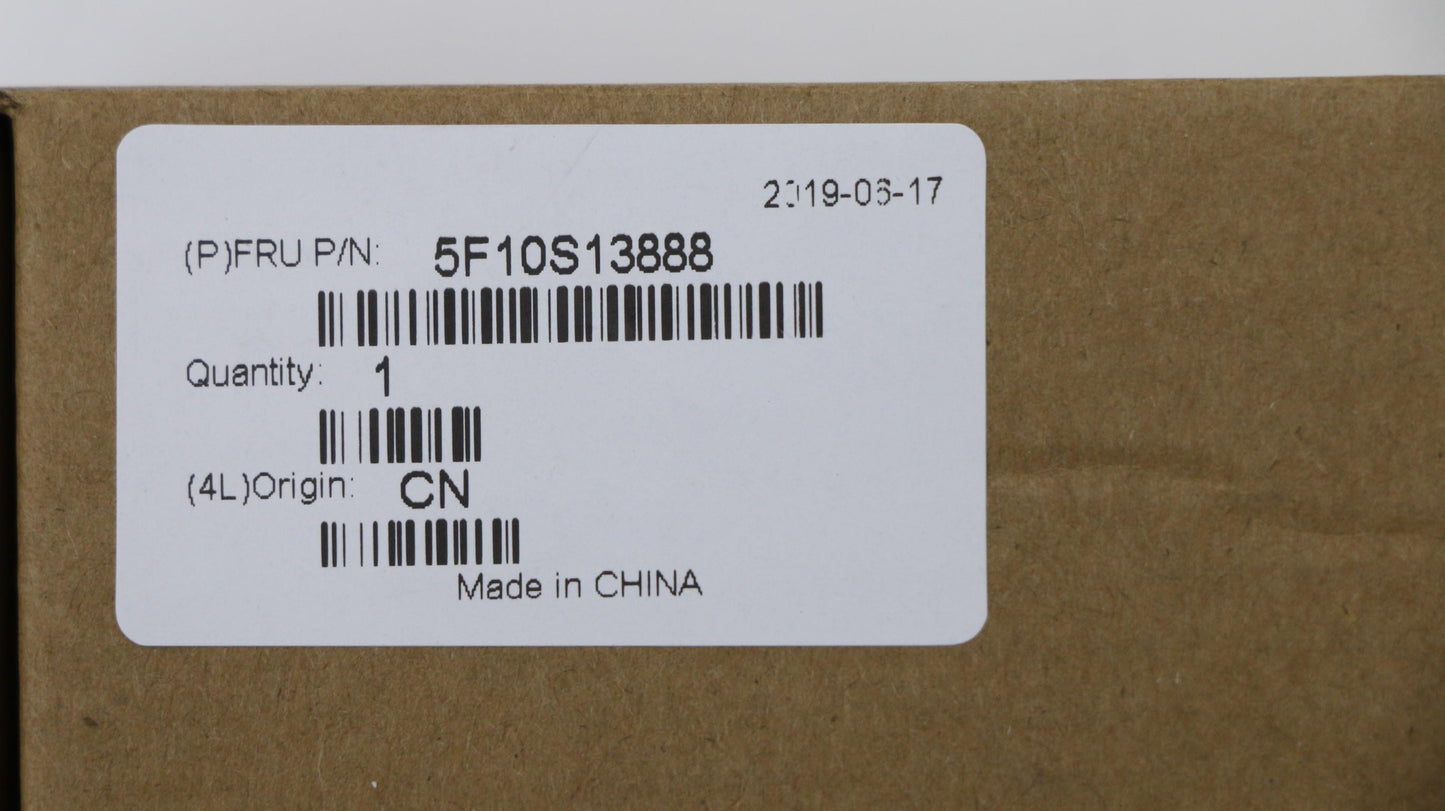 2019-06-17
(P)FRU P/N: 5F10S13888
Quantity: 1
(4L)Origin: CN
Made in CHINA